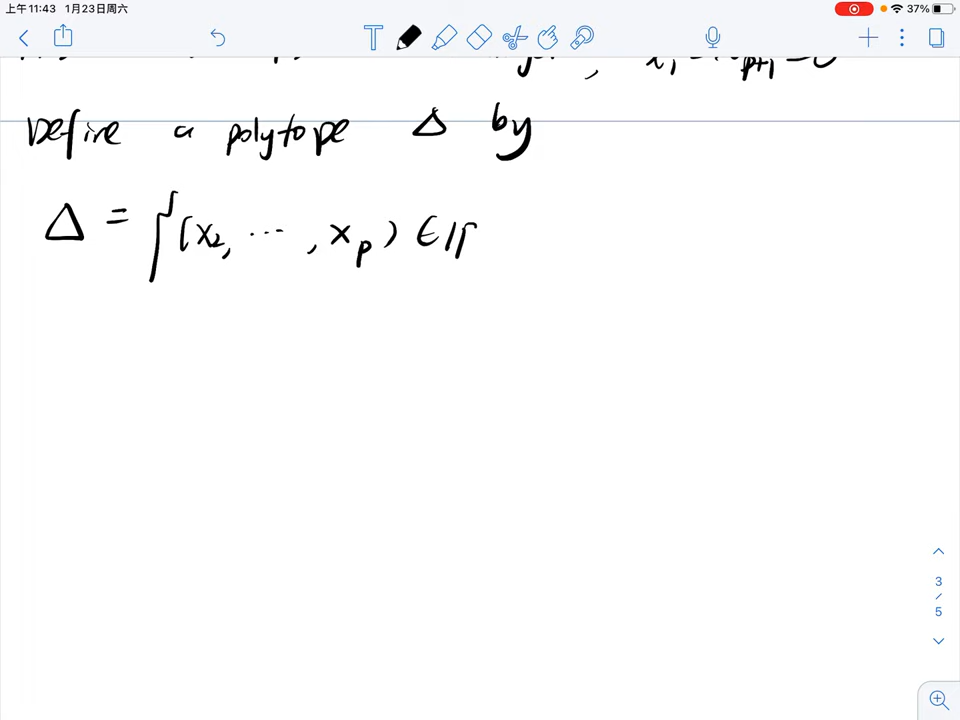 上午11:43 1月23日周六
37%
Define a polytope Δ by
Δ = { (x₂, ⋯, x_p) ∈
3
/
5